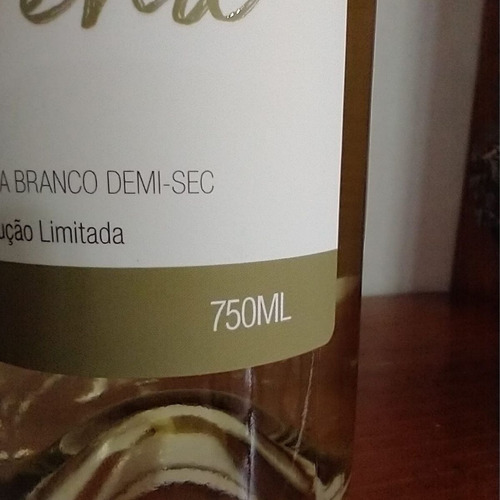 A BRANCO DEMI-SEC
ução Limitada
750ML